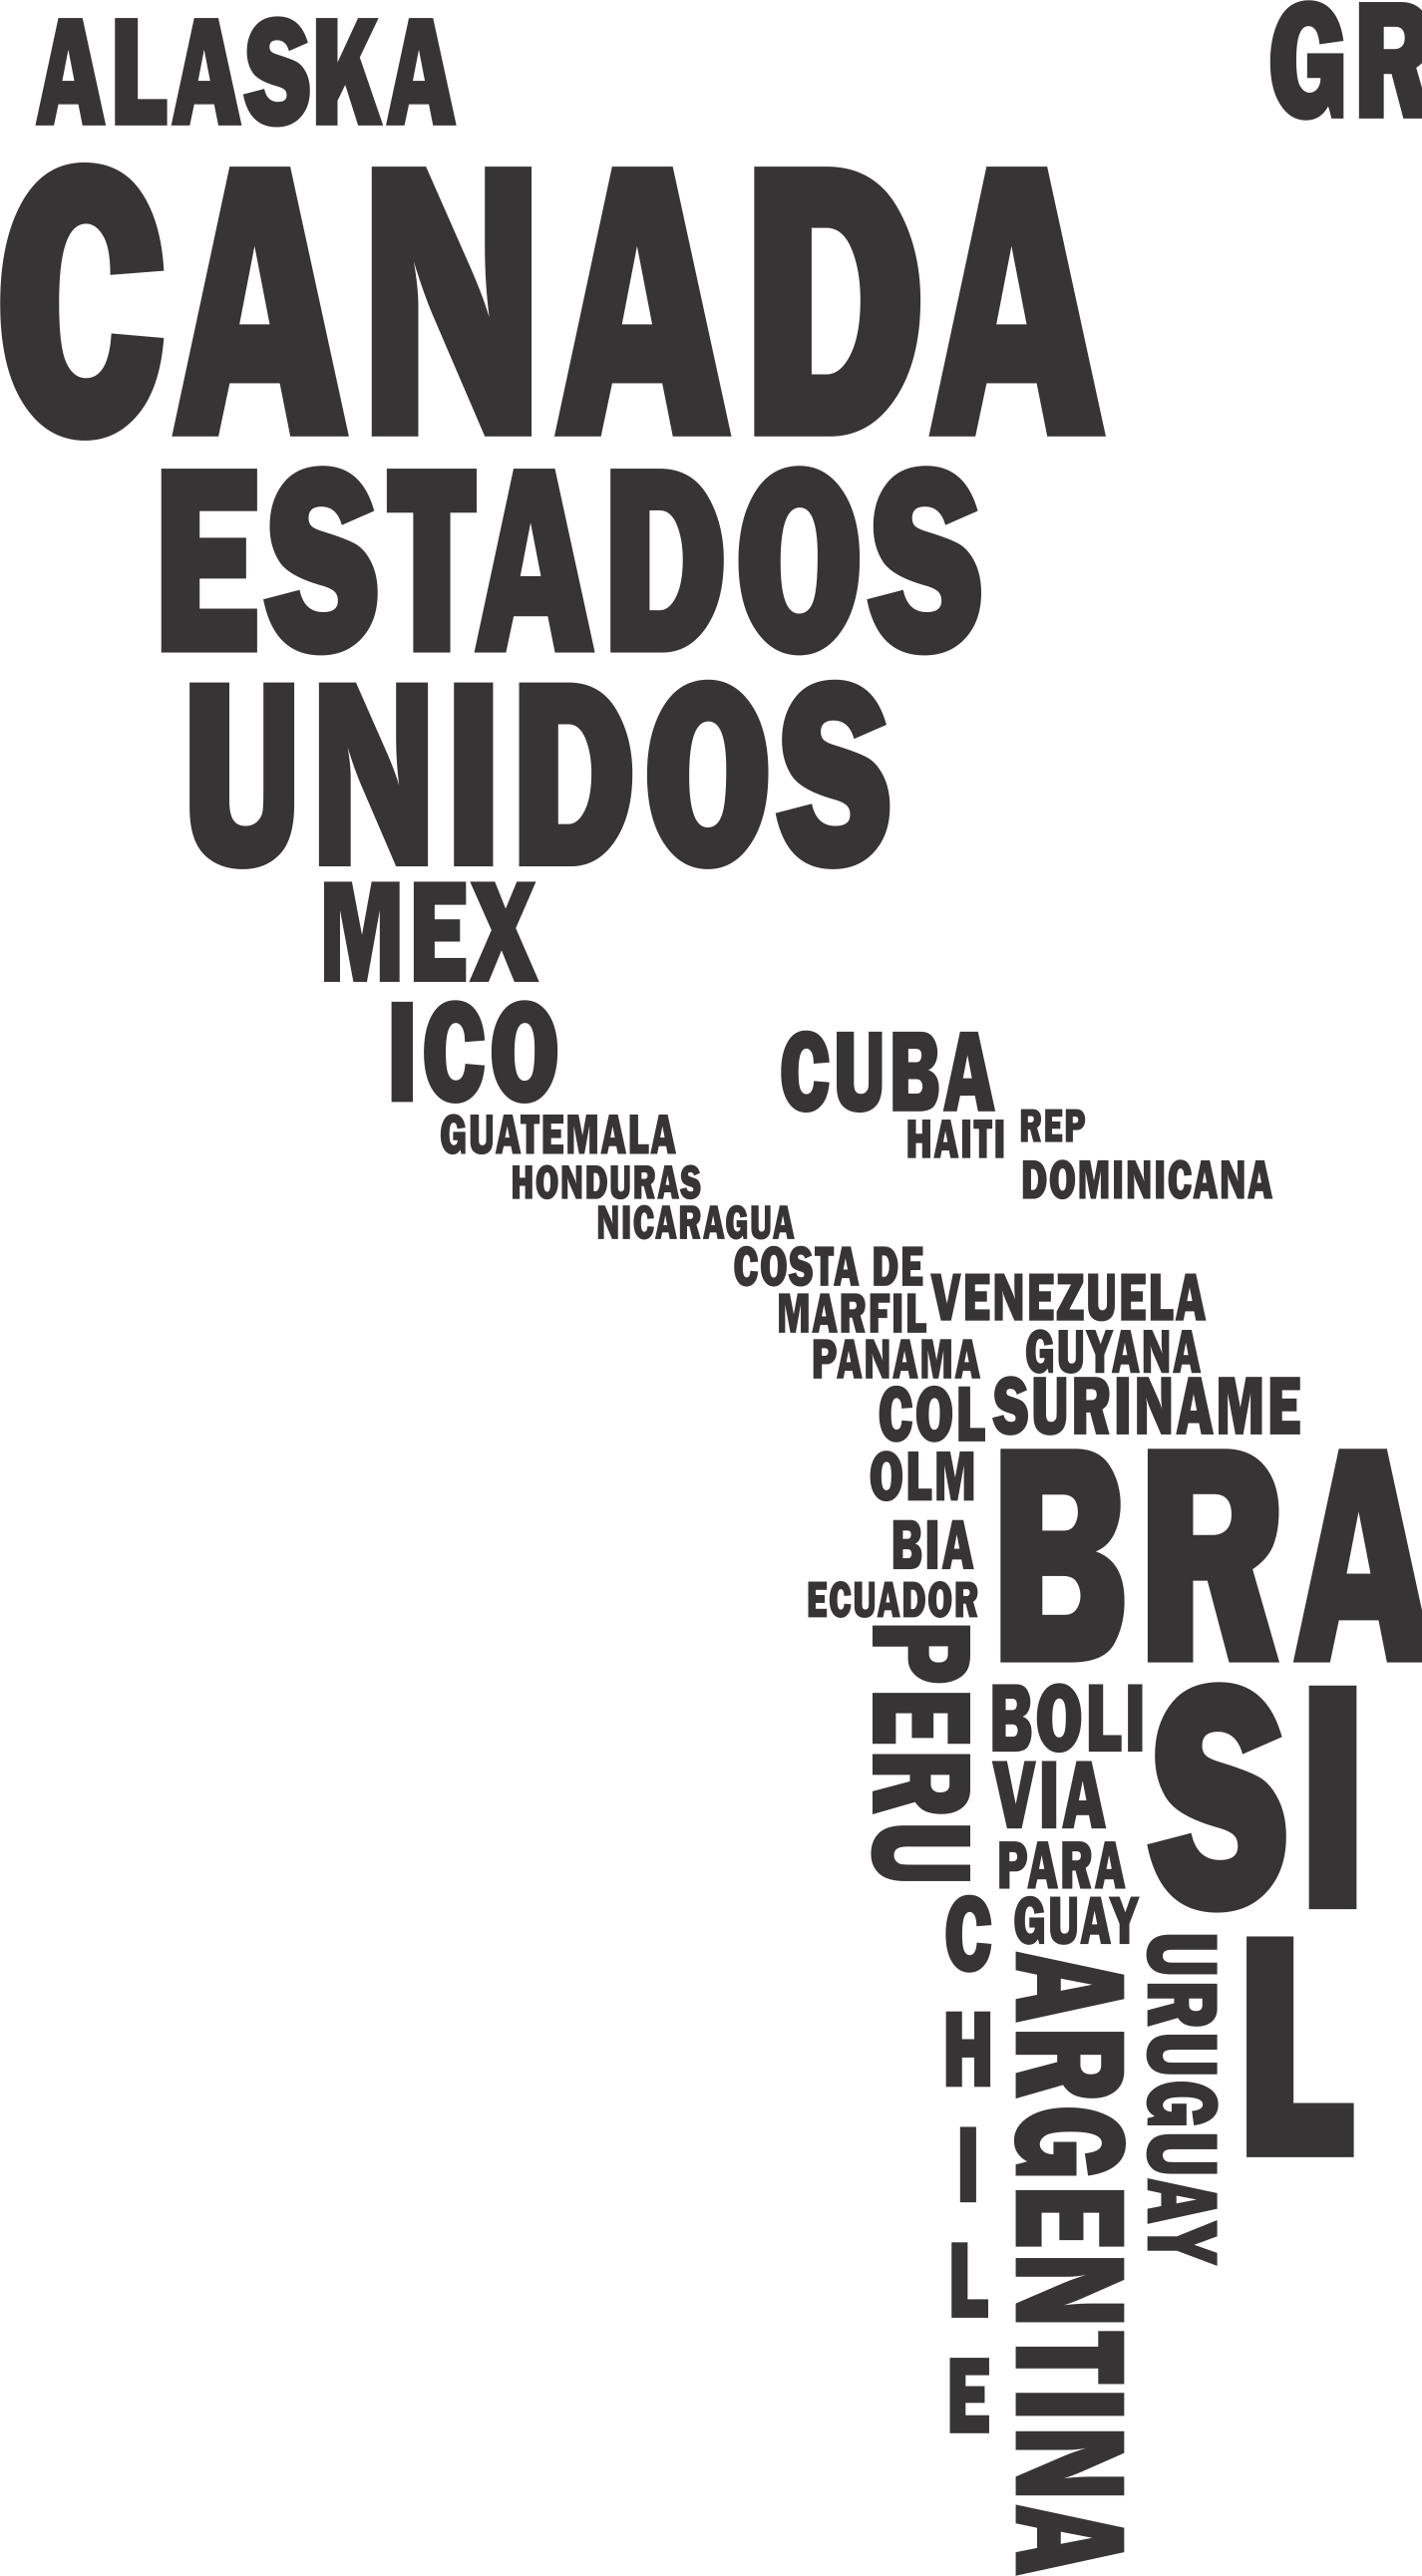 ALASKA
GR
CANADA
ESTADOS
UNIDOS
MEX
ICO
CUBA
GUATEMALA
HAITI
REP
DOMINICANA
HONDURAS
NICARAGUA
COSTA DE
MARFIL
VENEZUELA
PANAMA
GUYANA
COL
SURINAME
OLM
BIA
BRA
ECUADOR
PERU
BOLI
VIA
SI
PARA
GUAY
CHILE
ARGENTINA
URUGUAY
L